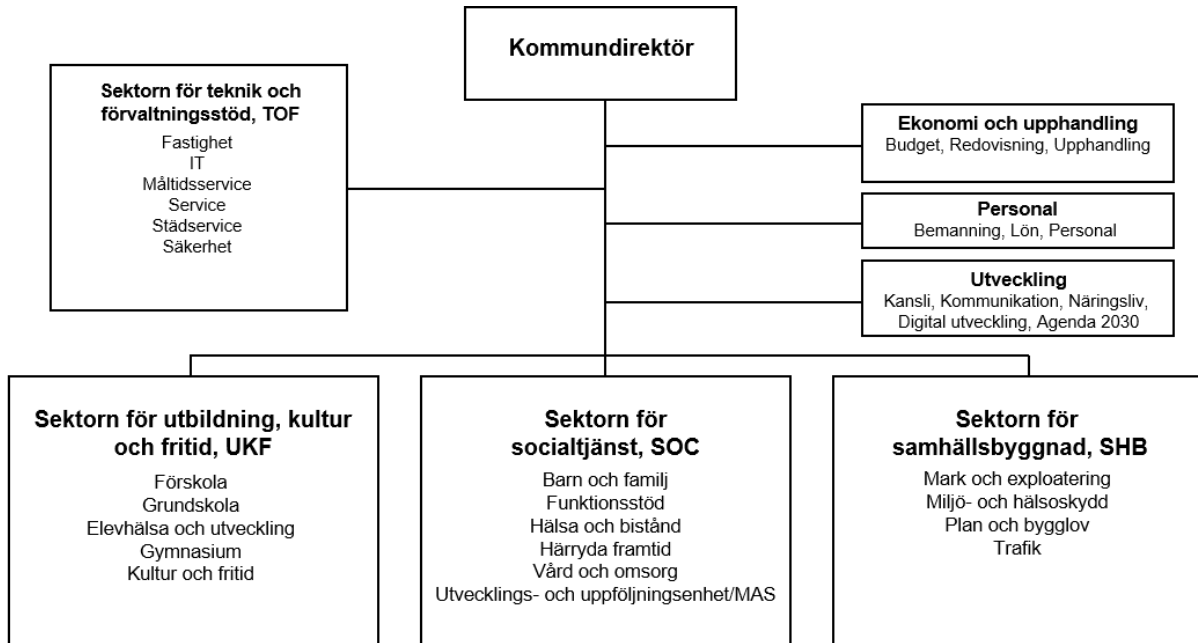 Kommundirektör
Sektorn för teknik och
förvaltningsstöd, TOF
Fastighet
IT
Måltidsservice
Service
Städservice
Säkerhet
Ekonomi och upphandling
Budget, Redovisning, Upphandling
Personal
Bemanning, Lön, Personal
Utveckling
Kansli, Kommunikation, Näringsliv,
Digital utveckling, Agenda 2030
Sektorn för utbildning, kultur
och fritid, UKF
Förskola
Grundskola
Elevhälsa och utveckling
Gymnasium
Kultur och fritid
Sektorn för
socialtjänst, SOC
Barn och familj
Funktionsstöd
Hälsa och bistånd
Härryda framtid
Vård och omsorg
Utvecklings- och uppföljningsenhet/MAS
Sektorn för
samhällsbyggnad, SHB
Mark och exploatering
Miljö- och hälsoskydd
Plan och bygglov
Trafik